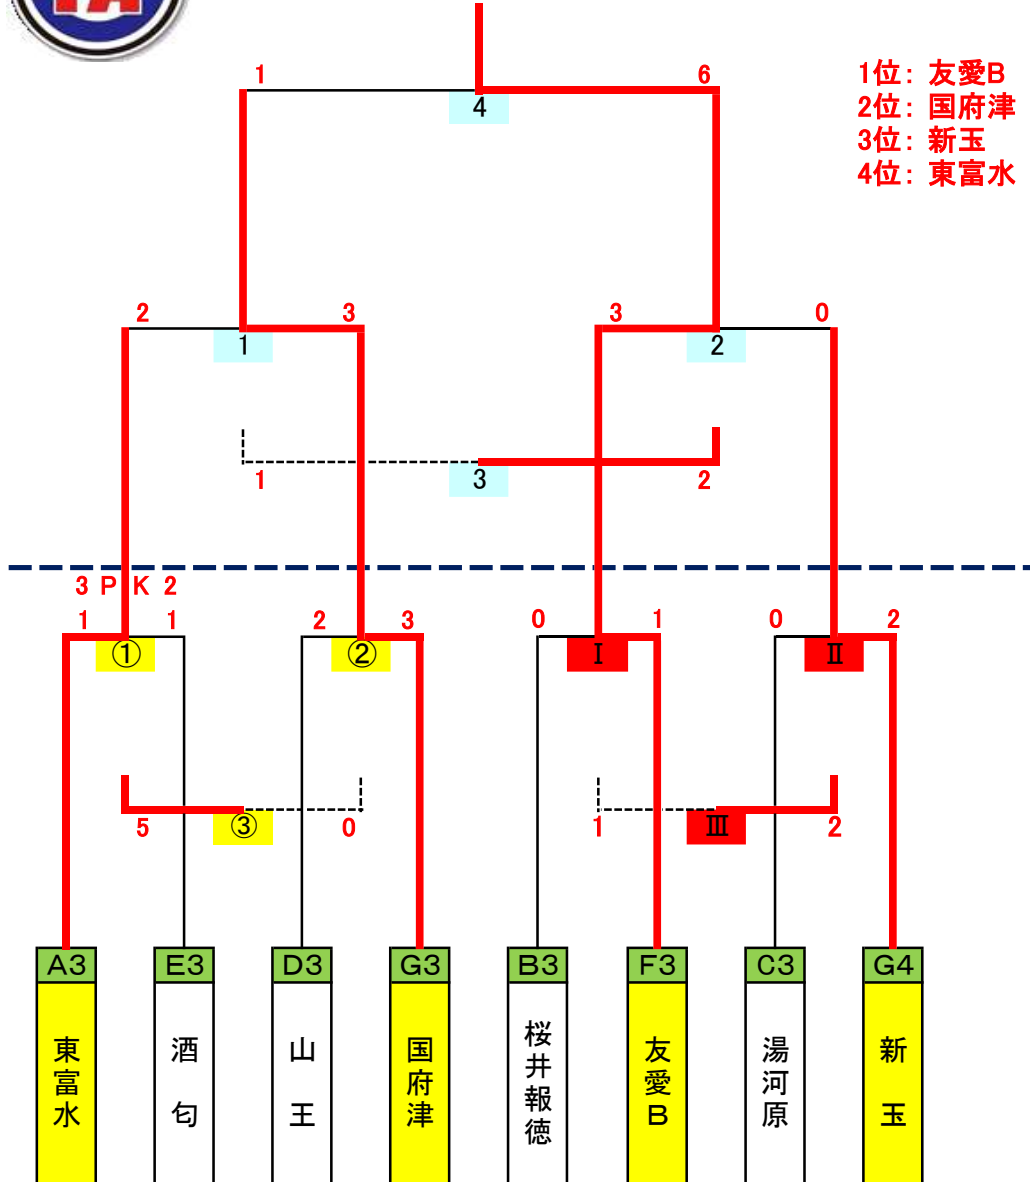 1 6
4
1位: 友愛B
2位: 国府津
3位: 新玉
4位: 東富水
2 3 3 0
1 2
1 3 2
3 P K 2
1 1 2 3 0 1 0 2
① ② Ⅰ Ⅱ
5 ③ 0 1 Ⅲ 2
A3 E3 D3 G3 B3 F3 C3 G4
東富水
酒匂
山王
国府津
桜井報徳
友愛B
湯河原
新玉